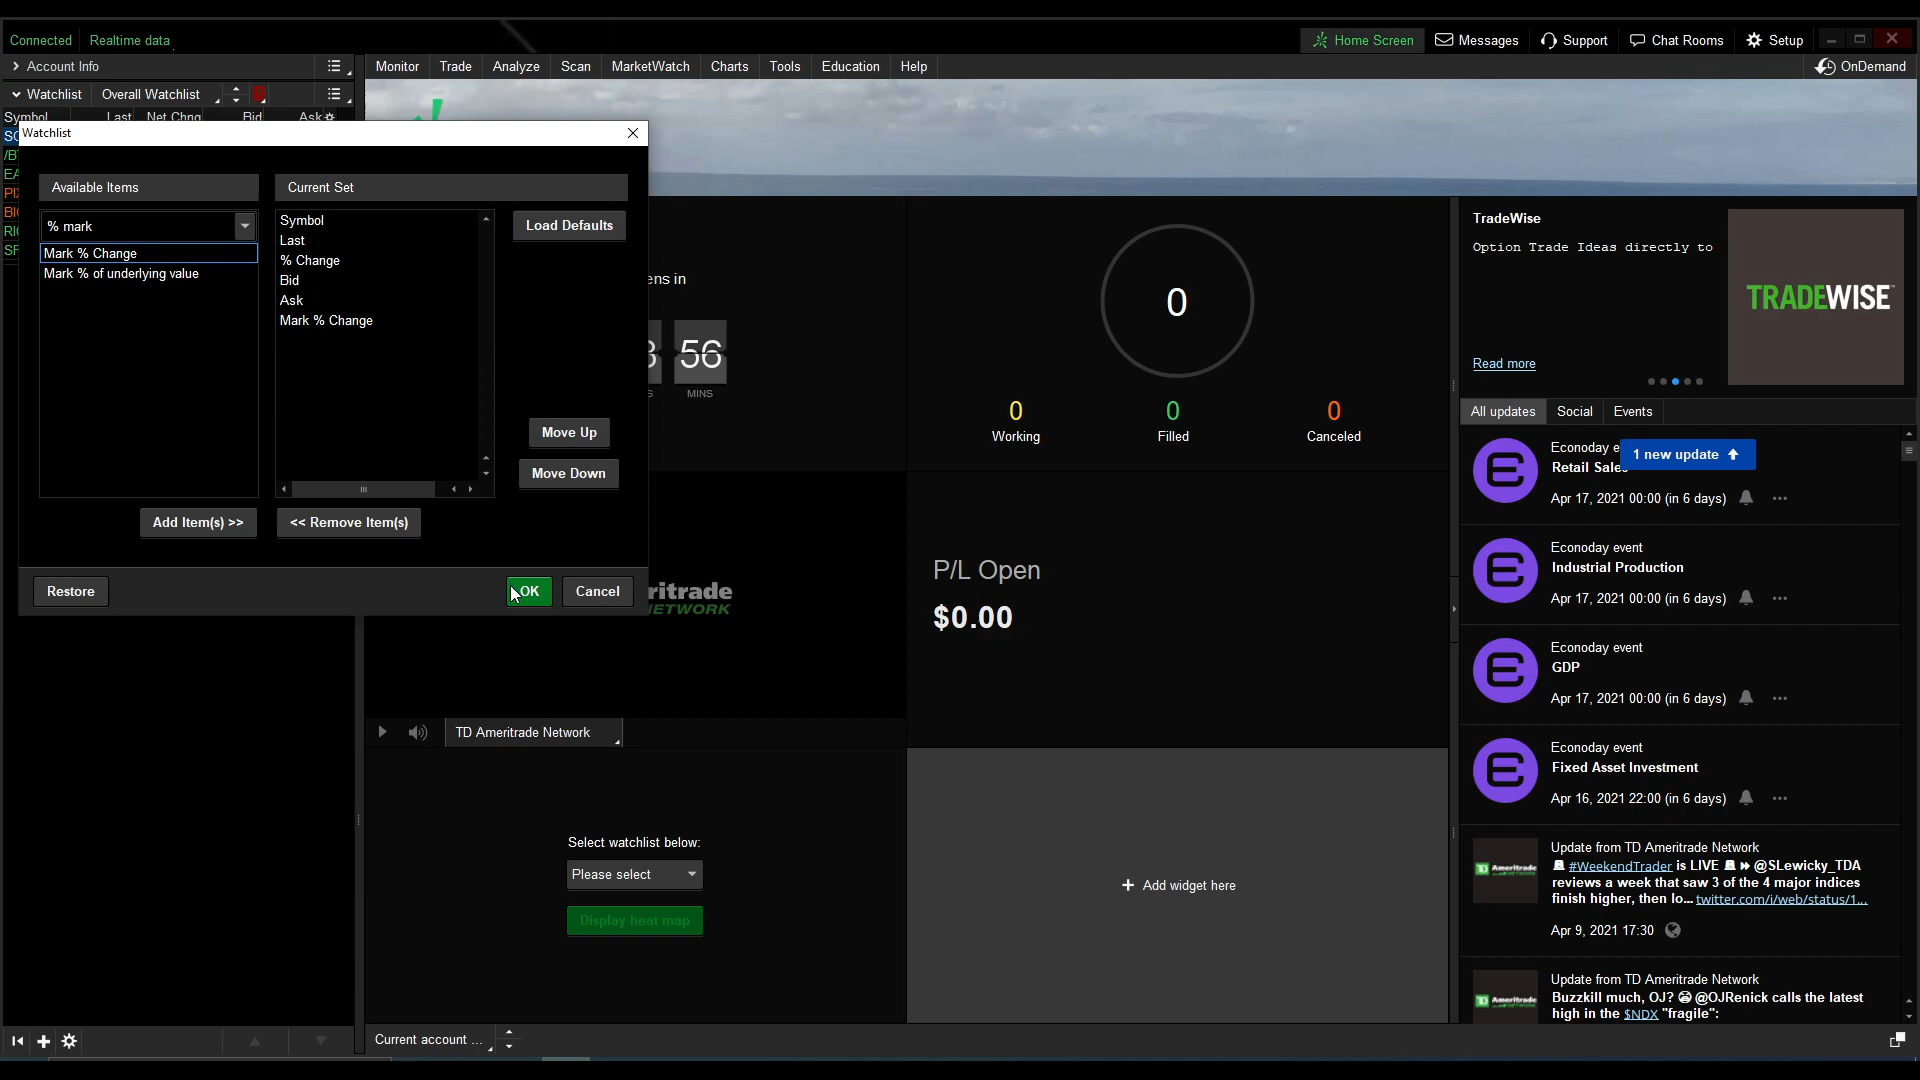 Connected Realtime data
Home Screen Messages Support Chat Rooms Setup
Account Info
Monitor Trade Analyze Scan MarketWatch Charts Tools Education Help
OnDemand
Watchlist Overall Watchlist
Symbol Last Net Chng Bid Ask
Watchlist
Available Items
Current Set
% mark
Mark % Change
Mark % of underlying value
Symbol
Last
% Change
Bid
Ask
Mark % Change
Load Defaults
Move Up
Move Down
Add Item(s) >>
<< Remove Item(s)
Restore
OK
Cancel
ens in
56
MINS
0
0
Working
0
Filled
0
Canceled
P/L Open
$0.00
ritrade
ETWORK
TD Ameritrade Network
Select watchlist below:
Please select
Display heat map
+ Add widget here
Current account ...
TradeWise
Option Trade Ideas directly to
Read more
TRADEWISE
All updates Social Events
1 new update
Econoday e
Retail Sales
Apr 17, 2021 00:00 (in 6 days)
Econoday event
Industrial Production
Apr 17, 2021 00:00 (in 6 days)
Econoday event
GDP
Apr 17, 2021 00:00 (in 6 days)
Econoday event
Fixed Asset Investment
Apr 16, 2021 22:00 (in 6 days)
Update from TD Ameritrade Network
#WeekendTrader is LIVE @SLewicky_TDA
reviews a week that saw 3 of the 4 major indices
finish higher, then lo... twitter.com/i/web/status/1...
Apr 9, 2021 17:30
TD Ameritrade
Update from TD Ameritrade Network
Buzzkill much, OJ? @OJRenick calls the latest
high in the $NDX "fragile":
TD Ameritrade